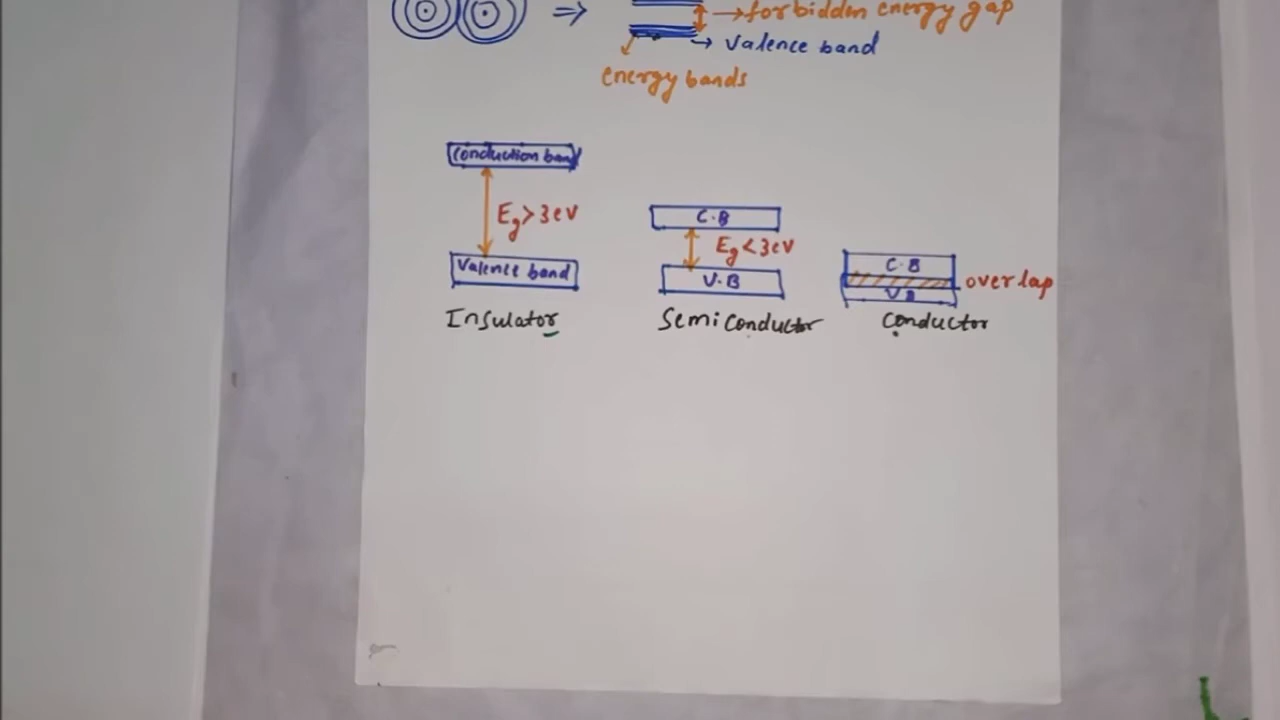 ⇒
→forbidden energy gap
→ valence band
energy bands
Conduction band
Eg>3ev
Valence band
Insulator
C.B
Eg<3ev
V.B
Semiconductor
C.B
overlap
V B
Conductor